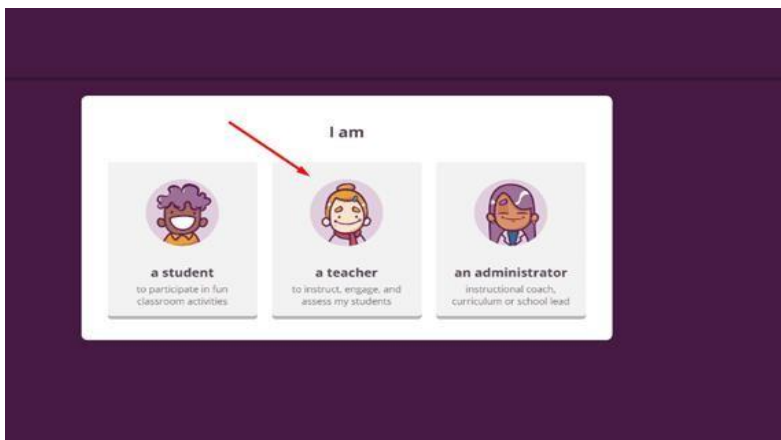 I am
a student
to participate in fun
classroom activities
a teacher
to instruct, engage, and
assess my students
an administrator
instructional coach,
curriculum or school lead